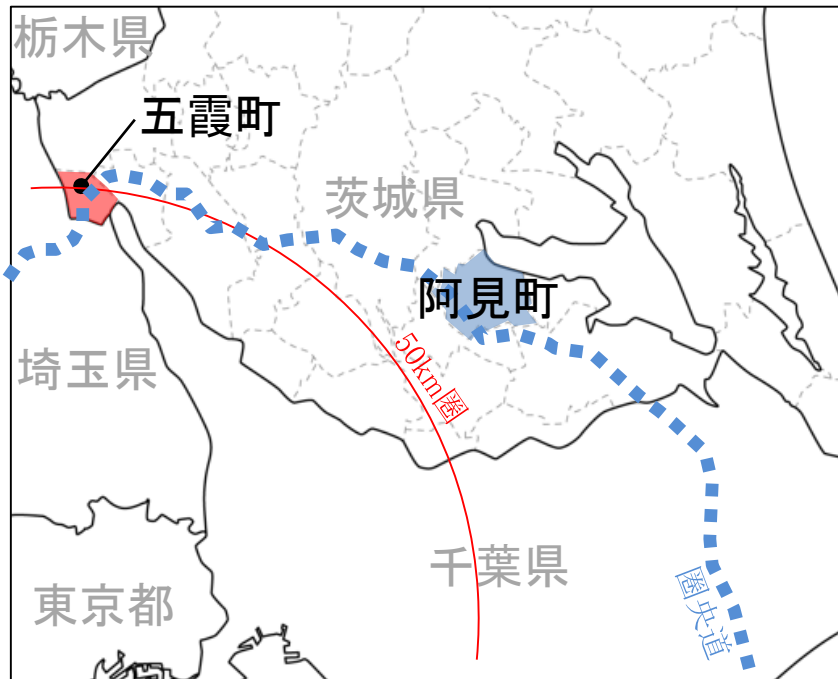 栃木県
五霞町
茨城県
阿見町
50km圏
埼玉県
千葉県
圏央道
東京都